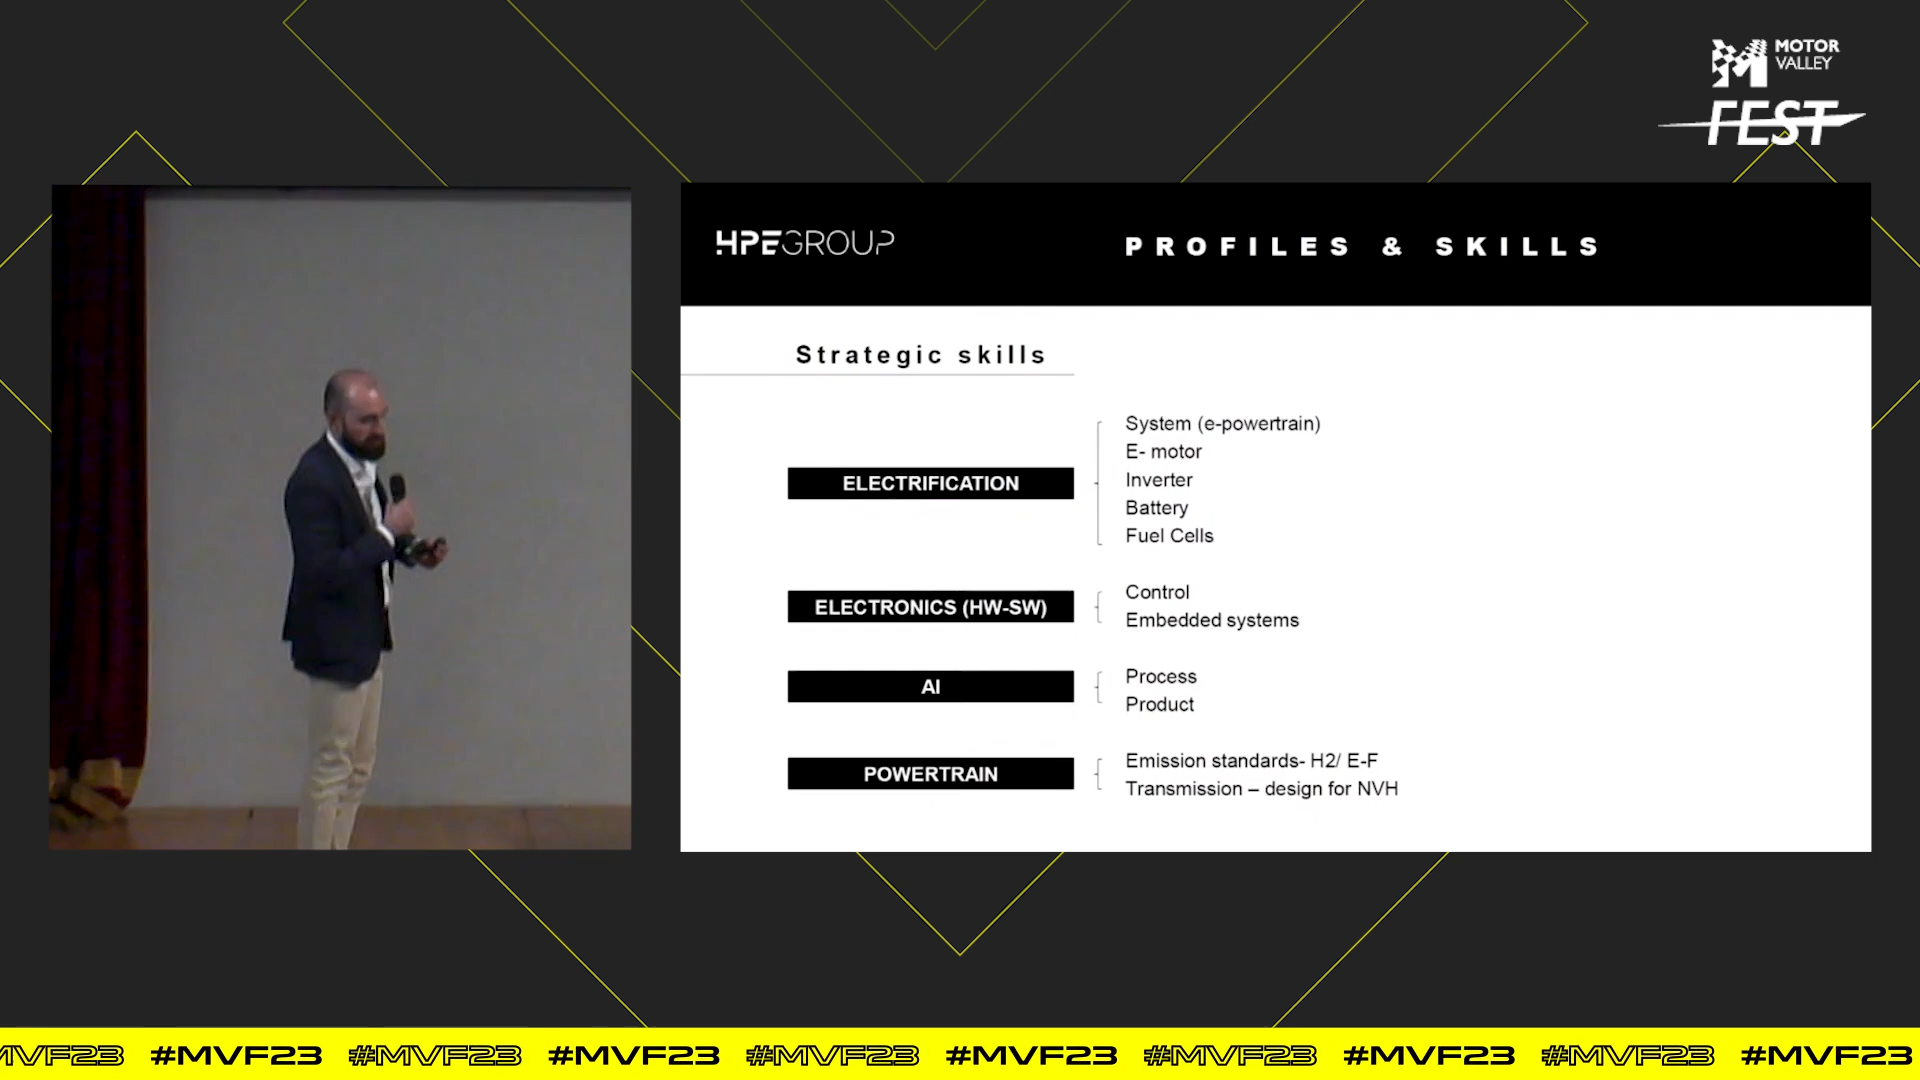 MOTOR
VALLEY
FEST
HPEGROUP
PROFILES & SKILLS
Strategic skills
ELECTRIFICATION
System (e-powertrain)
E- motor
Inverter
Battery
Fuel Cells
ELECTRONICS (HW-SW)
Control
Embedded systems
AI
Process
Product
POWERTRAIN
Emission standards- H2/ E-F
Transmission – design for NVH
MVF23 #MVF23 #MVF23 #MVF23 #MVF23 #MVF23 #MVF23 #MVF23 #MVF23 #MVF23